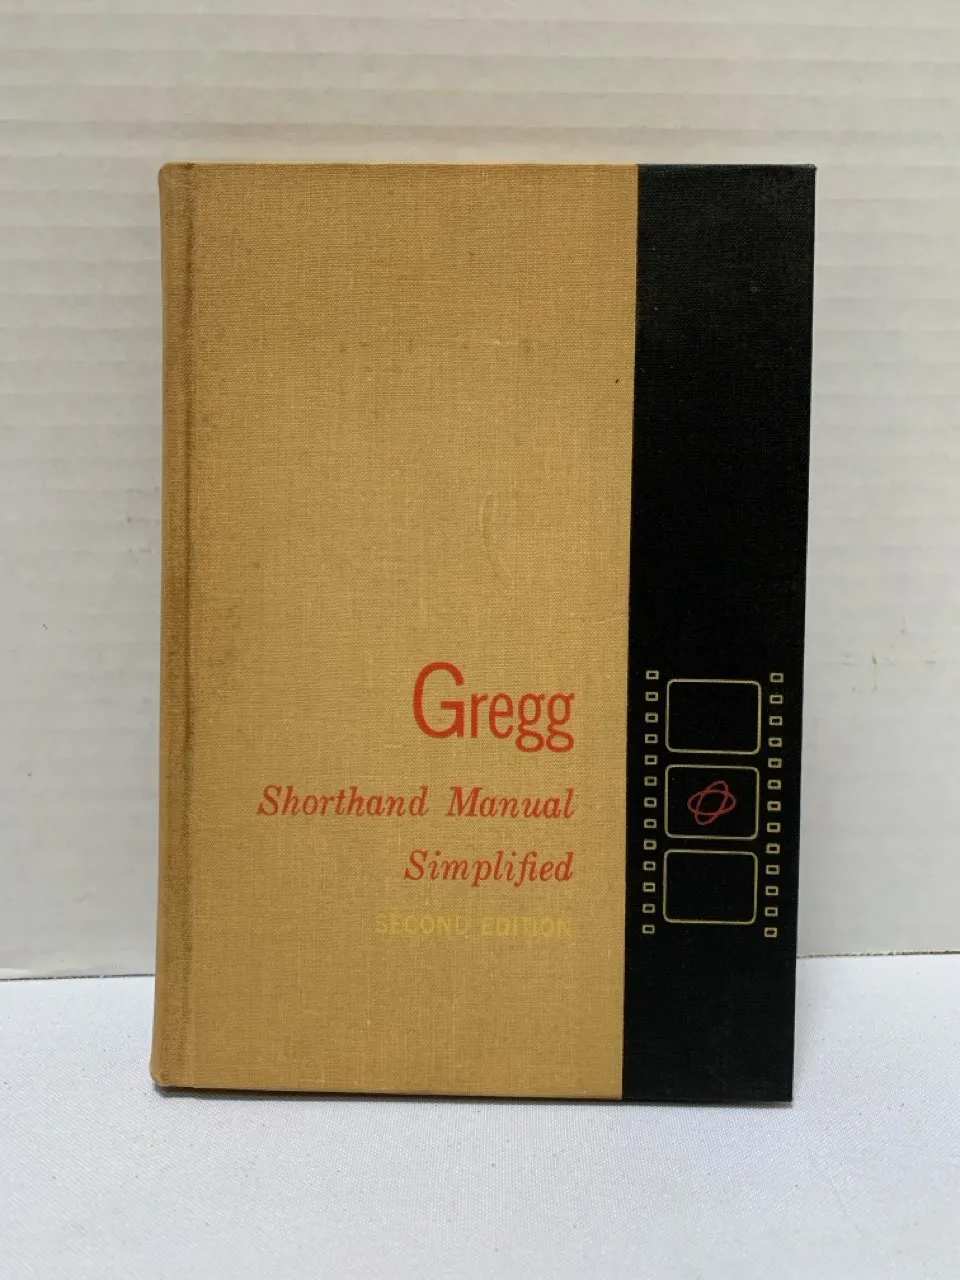 Gregg
Shorthand Manual
Simplified
SECOND EDITION